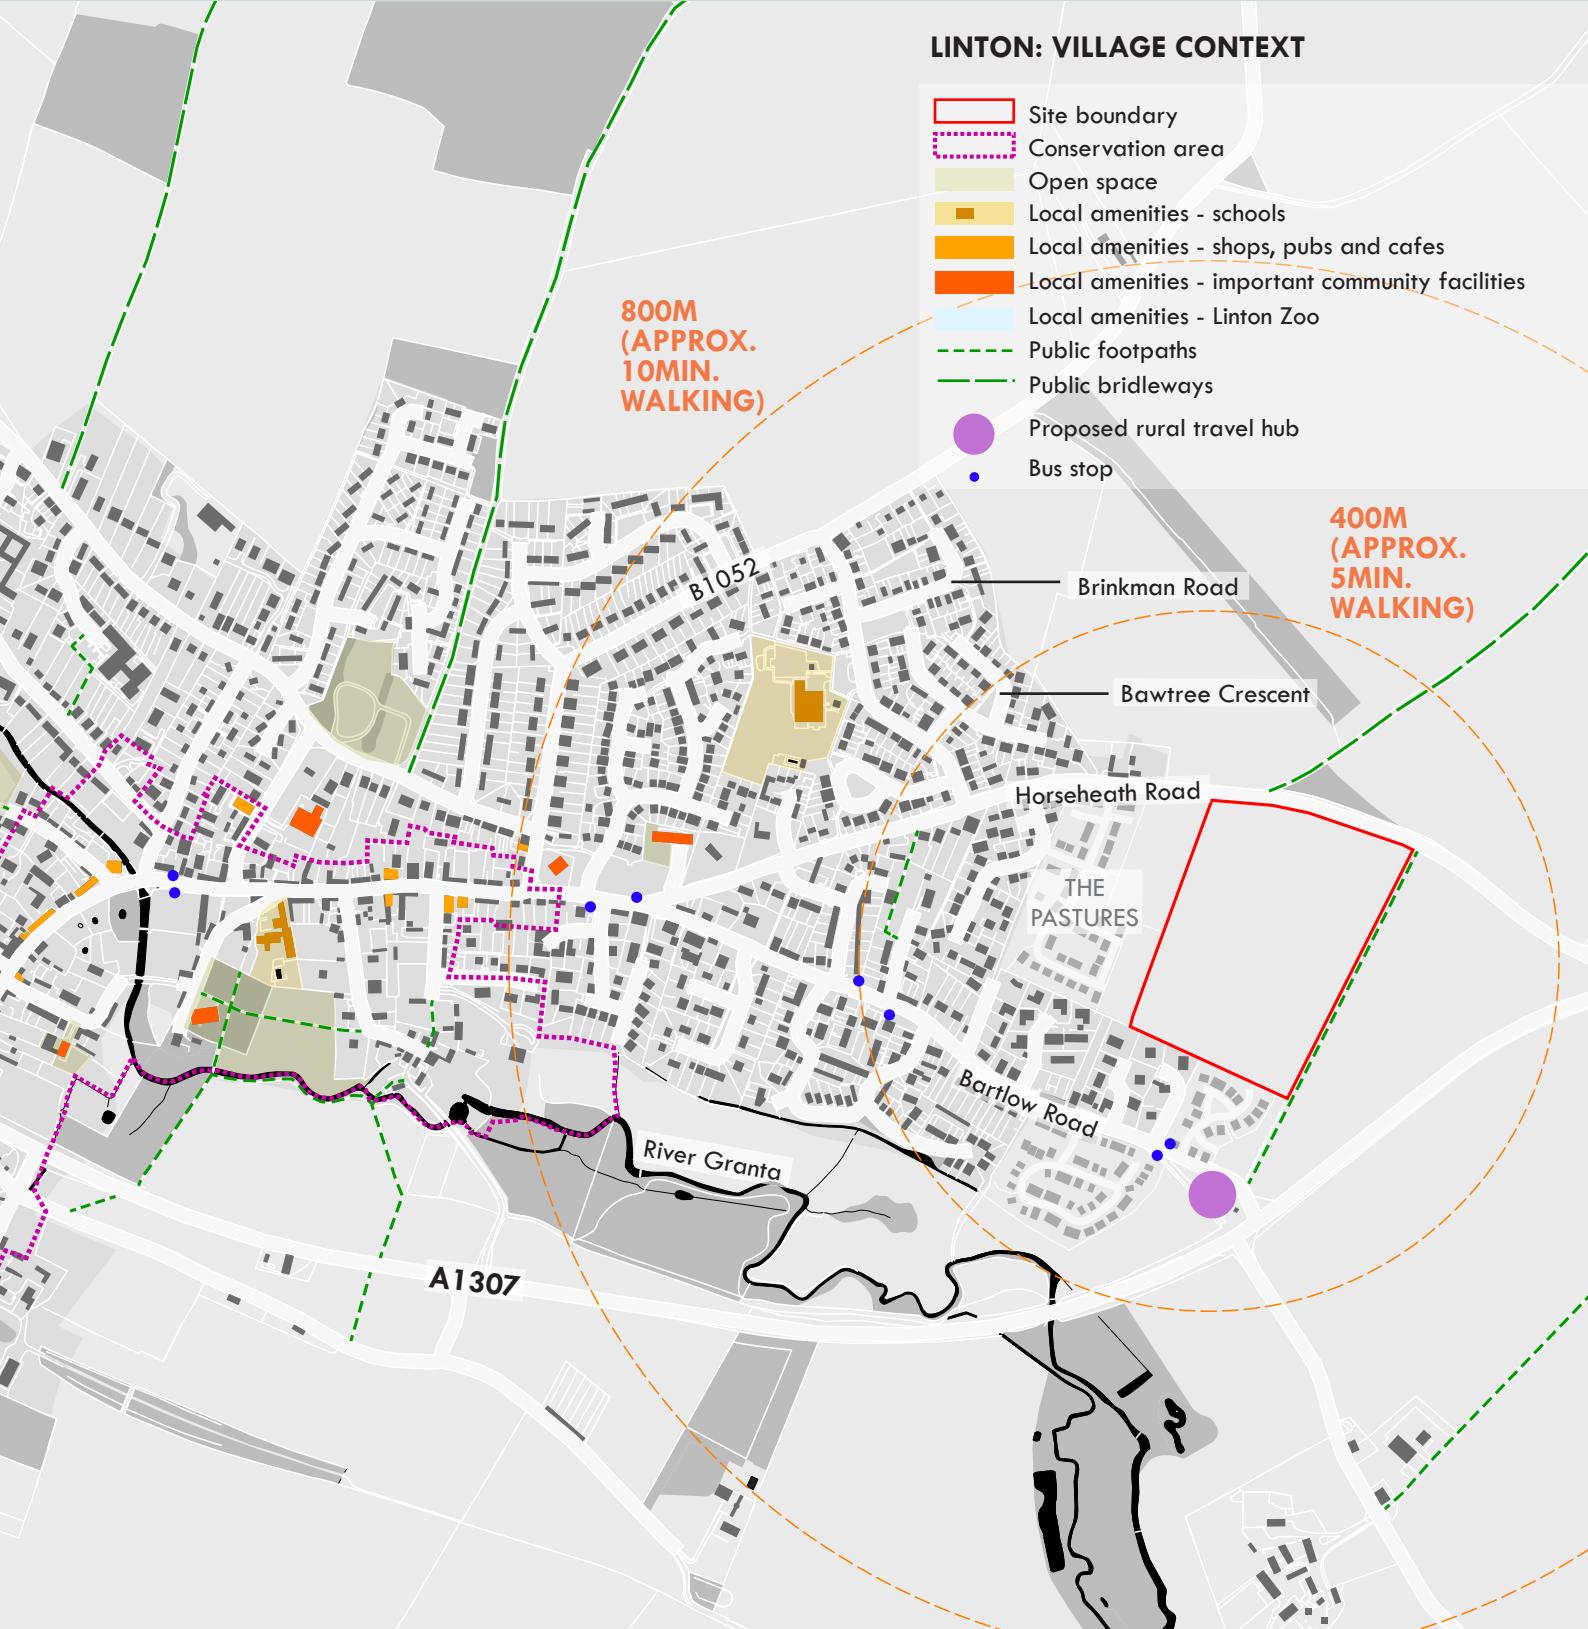 LINTON: VILLAGE CONTEXT
Site boundary
Conservation area
Open space
Local amenities - schools
Local amenities - shops, pubs and cafes
Local amenities - important community facilities
Local amenities - Linton Zoo
Public footpaths
Public bridleways
Proposed rural travel hub
Bus stop
800M
(APPROX.
10MIN.
WALKING)
400M
(APPROX.
5MIN.
WALKING)
B1052
Brinkman Road
Bawtree Crescent
Horseheath Road
THE
PASTURES
Bartlow Road
River Granta
A1307